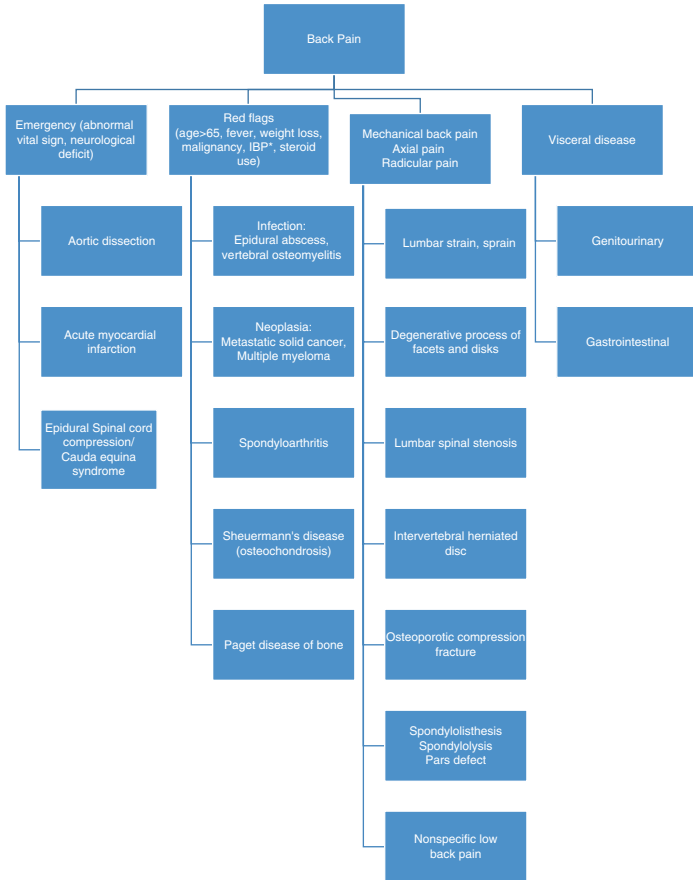 Back Pain
Emergency (abnormal
vital sign, neurological
deficit)
Aortic dissection
Acute myocardial
infarction
Epidural Spinal cord
compression/
Cauda equina
syndrome
Red flags
(age>65, fever, weight loss,
malignancy, IBP*, steroid
use)
Infection:
Epidural abscess,
vertebral osteomyelitis
Neoplasia:
Metastatic solid cancer,
Multiple myeloma
Spondyloarthritis
Sheuermann's disease
(osteochondrosis)
Paget disease of bone
Mechanical back pain
Axial pain
Radicular pain
Lumbar strain, sprain
Degenerative process of
facets and disks
Lumbar spinal stenosis
Intervertebral herniated
disc
Osteoporotic compression
fracture
Spondylolisthesis
Spondylolysis
Pars defect
Nonspecific low
back pain
Visceral disease
Genitourinary
Gastrointestinal